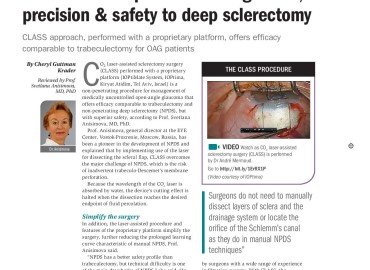 precision & safety to deep sclerectomy
CLASS approach, performed with a proprietary platform, offers efficacy
comparable to trabeculectomy for OAG patients
By Cheryl Guttman
Krader
Reviewed by Prof.
Svetlana Anisimova,
MD, PhD
Dr Anisimova
CO2 laser-assisted sclerectomy surgery
(CLASS) performed with a proprietary
platform (IOPtiMate System, IOPtima,
Kiryat Atidim, Tel Aviv, Israel) is a
non-penetrating procedure for management of
medically uncontrolled open-angle glaucoma that
offers efficacy comparable to trabeculectomy and
non-penetrating deep sclerectomy (NPDS), but
with superior safety, according to Prof. Svetlana
Anisimova, MD, PhD.
Prof. Anisimova, general director at the EYE
Center, Vostok-Prozrenie, Moscow, Russia, has
been a pioneer in the development of NPDS and
explained that by implementing use of the laser
for dissecting the scleral flap, CLASS overcomes
the major challenge of NPDS, which is the risk
of inadvertent trabeculo-Descemet's membrane
perforation.
Because the wavelength of the CO2 laser is
absorbed by water, the device's cutting effect is
halted when the dissection reaches the desired
endpoint of fluid percolation.
Simplify the surgery
In addition, the laser-assisted procedure and
features of the proprietary platform simplify the
surgery, further reducing the prolonged learning
curve characteristic of manual NPDS, Prof.
Anisimova said.
"NPDS has a better safety profile than
trabeculectomy, but technical difficulty is one
THE CLASS PROCEDURE
VIDEO Watch CO2 laser-assisted
sclerectomy surgery (CLASS) is performed
by Dr André Mermoud.
Go to
(Video courtesy of IOPtima)
Surgeons do not need to manually
dissect layers of sclera and the
drainage system or locate the
orifice of the Schlemm's canal
as they do in manual NPDS
techniques"
by surgeons with a wide range of experience